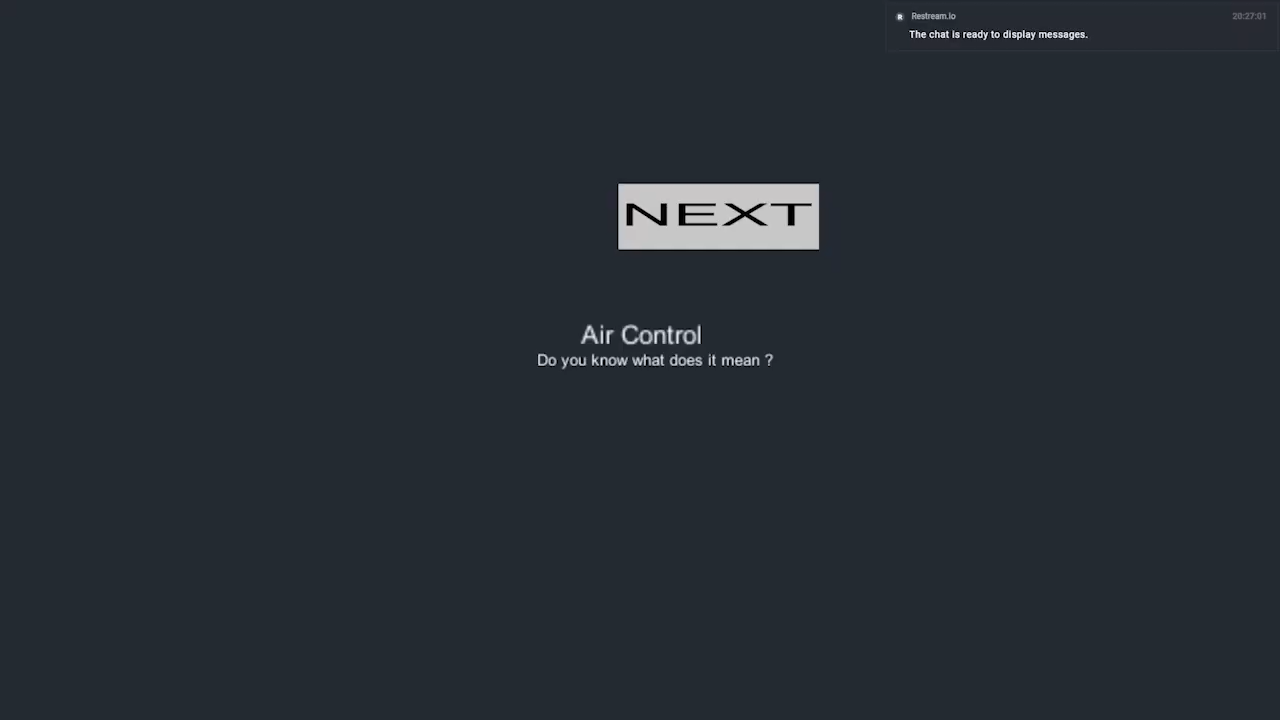 Restream.io 20:27:01
The chat is ready to display messages.
NEXT
Air Control
Do you know what does it mean ?